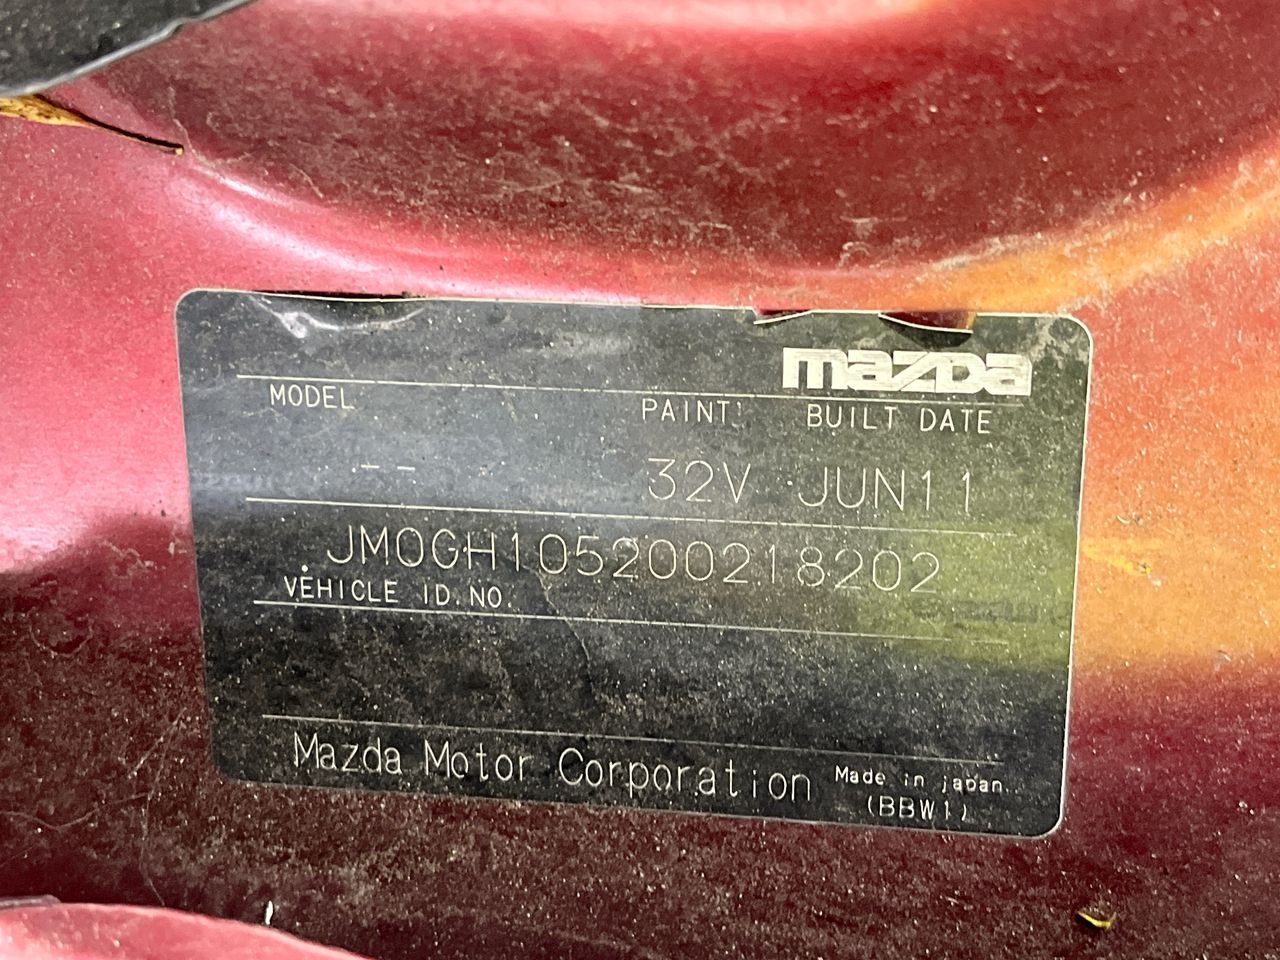 mazda
MODEL PAINT BUILT DATE
-- 32V JUN11
JM0GH105200218202
VEHICLE ID.NO.
Mazda Motor Corporation Made in japan
(BBW1)